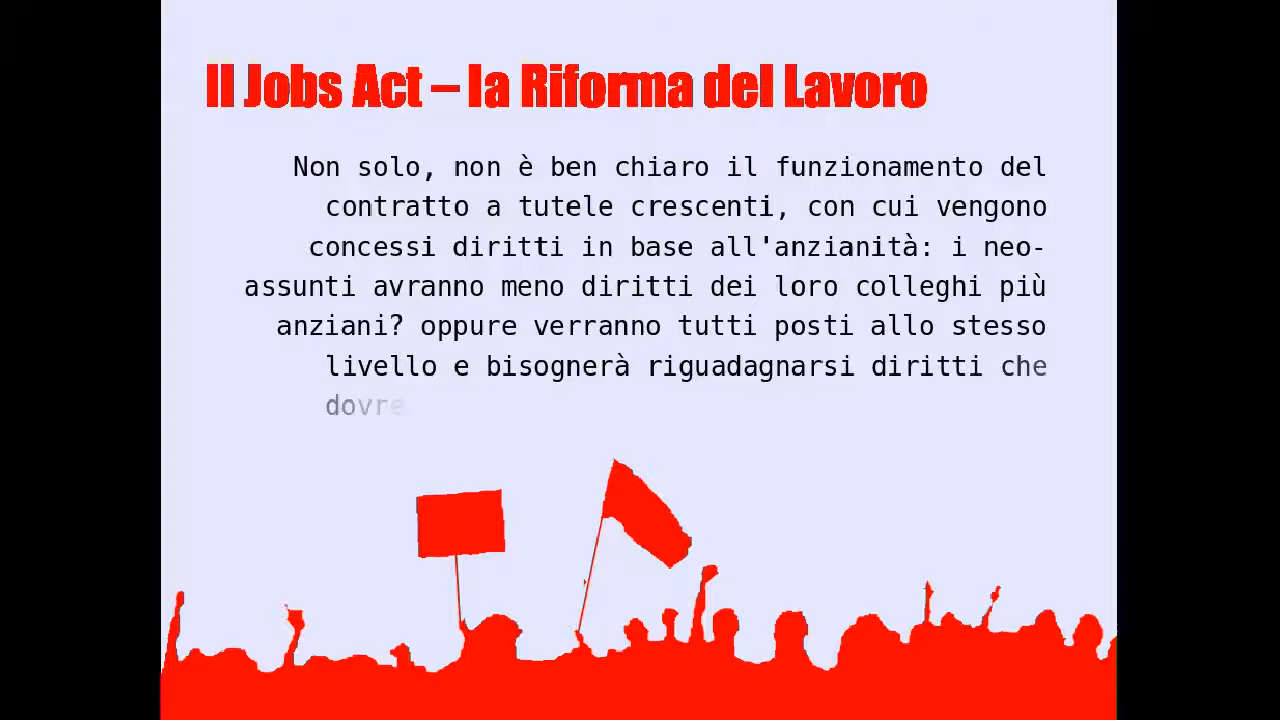 Il Jobs Act – la Riforma del Lavoro
Non solo, non è ben chiaro il funzionamento del
contratto a tutele crescenti, con cui vengono
concessi diritti in base all'anzianità: i neo-
assunti avranno meno diritti dei loro colleghi più
anziani? oppure verranno tutti posti allo stesso
livello e bisognerà riguadagnarsi diritti che
dovre